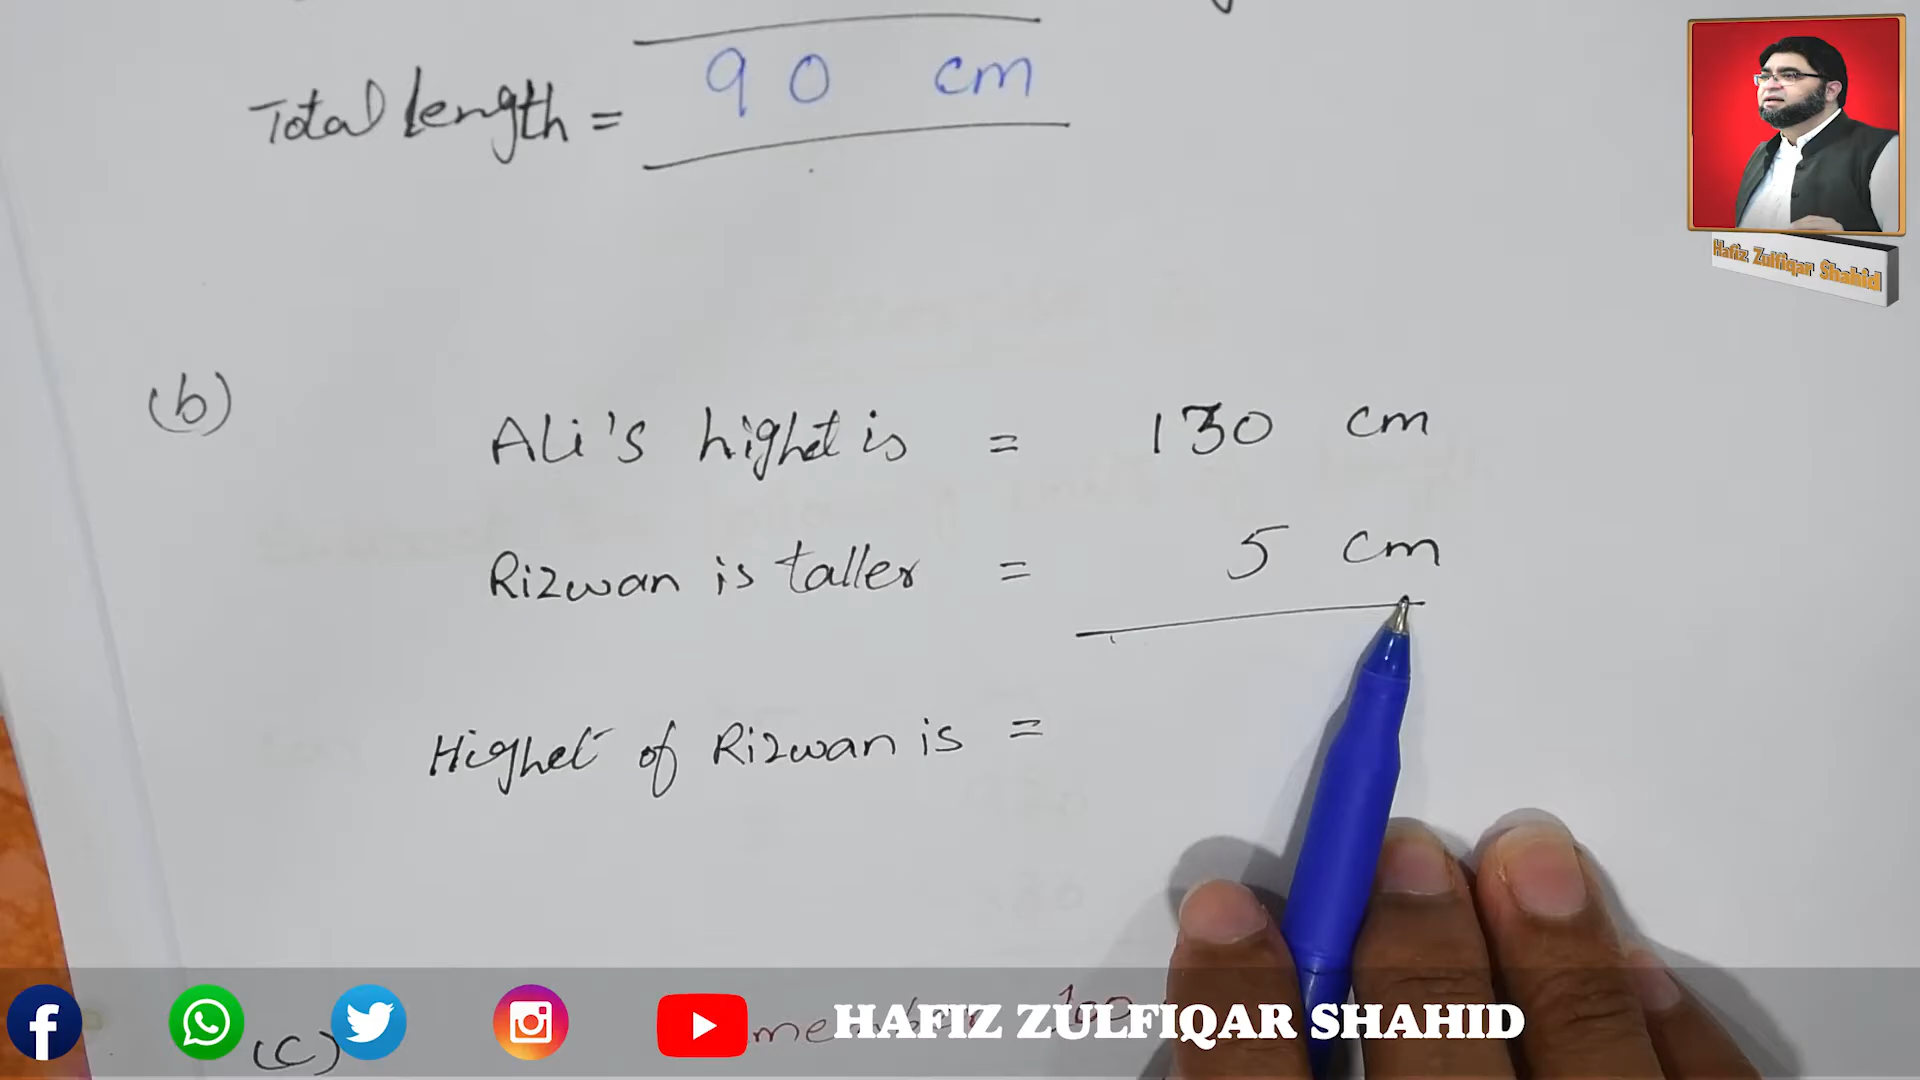 90 cm
Total length =
Hafiz Zulfiqar Shahid
(b)
Ali's highet is = 130 cm
Rizwan is taller = 5 cm
Highet of Rizwan is =
(c)
HAFIZ ZULFIQAR SHAHID